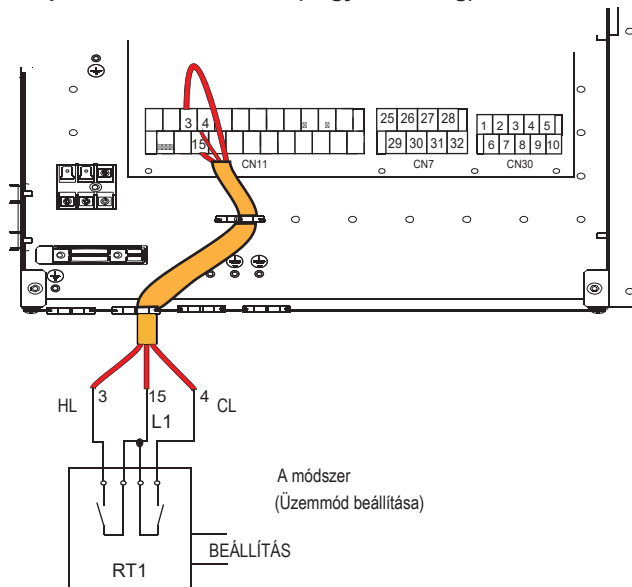 3 4
15
CN11
25 26 27 28
29 30 31 32
CN7
1 2 3 4 5
6 7 8 9 10
CN30
HL 3 15 4 CL
L1
A módszer
(Üzemmód beállítása)
BEÁLLÍTÁS
RT1